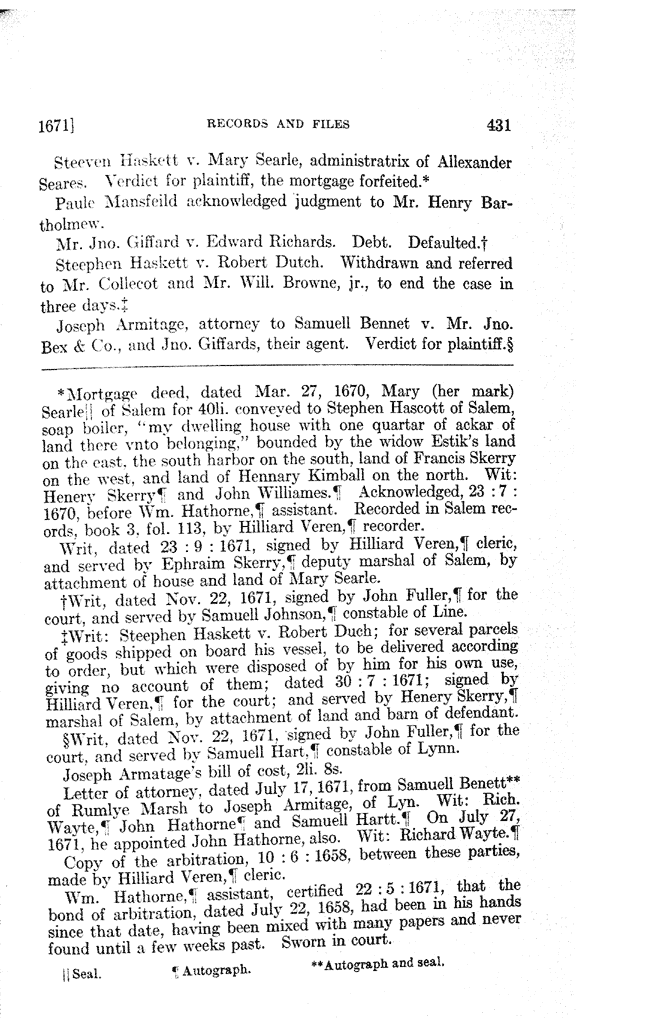 1671]	RECORDS AND FILES	431
Steeven Haskett v. Mary Searle, administratrix of Allexander
Seares. Verdict for plaintiff, the mortgage forfeited.*
Paule Mansfeild acknowledged judgment to Mr. Henry Bar-
tholmew.
Mr. Jno. Giffard v. Edward Richards. Debt. Defaulted.†
Steephen Haskett v. Robert Dutch. Withdrawn and referred
to Mr. Collecot and Mr. Will. Browne, jr., to end the case in
three days.‡
Joseph Armitage, attorney to Samuell Bennet v. Mr. Jno.
Bex & Co., and Jno. Giffards, their agent. Verdict for plaintiff.§
*Mortgage deed, dated Mar. 27, 1670, Mary (her mark)
Searle|| of Salem for 40li. conveyed to Stephen Hascott of Salem,
soap boiler, "my dwelling house with one quartar of ackar of
land there vnto belonging," bounded by the widow Estik's land
on the east, the south harbor on the south, land of Francis Skerry
on the west, and land of Hennary Kimball on the north. Wit:
Henery Skerry¶ and John Williames.¶ Acknowledged, 23 : 7 :
1670, before Wm. Hathorne,¶ assistant. Recorded in Salem rec-
ords, book 3, fol. 113, by Hilliard Veren,¶ recorder.
Writ, dated 23 : 9 : 1671, signed by Hilliard Veren,¶ cleric,
and served by Ephraim Skerry,¶ deputy marshal of Salem, by
attachment of house and land of Mary Searle.
†Writ, dated Nov. 22, 1671, signed by John Fuller,¶ for the
court, and served by Samuell Johnson,¶ constable of Line.
‡Writ: Steephen Haskett v. Robert Duch; for several parcels
of goods shipped on board his vessel, to be delivered according
to order, but which were disposed of by him for his own use,
giving no account of them; dated 30 : 7 : 1671; signed by
Hilliard Veren,¶ for the court; and served by Henery Skerry,¶
marshal of Salem, by attachment of land and barn of defendant.
§Writ, dated Nov. 22, 1671, signed by John Fuller,¶ for the
court, and served by Samuell Hart,¶ constable of Lynn.
Joseph Armatage's bill of cost, 2li. 8s.
Letter of attorney, dated July 17, 1671, from Samuell Benett**
of Rumlye Marsh to Joseph Armitage, of Lyn. Wit: Rich.
Wayte,¶ John Hathorne¶ and Samuell Hartt.¶ On July 27,
1671, he appointed John Hathorne, also. Wit: Richard Wayte.¶
Copy of the arbitration, 10 : 6 : 1658, between these parties,
made by Hilliard Veren,¶ cleric.
Wm. Hathorne,¶ assistant, certified 22 : 5 : 1671, that the
bond of arbitration, dated July 22, 1658, had been in his hands
since that date, having been mixed with many papers and never
found until a few weeks past. Sworn in court.
||Seal.	¶Autograph.	**Autograph and seal.